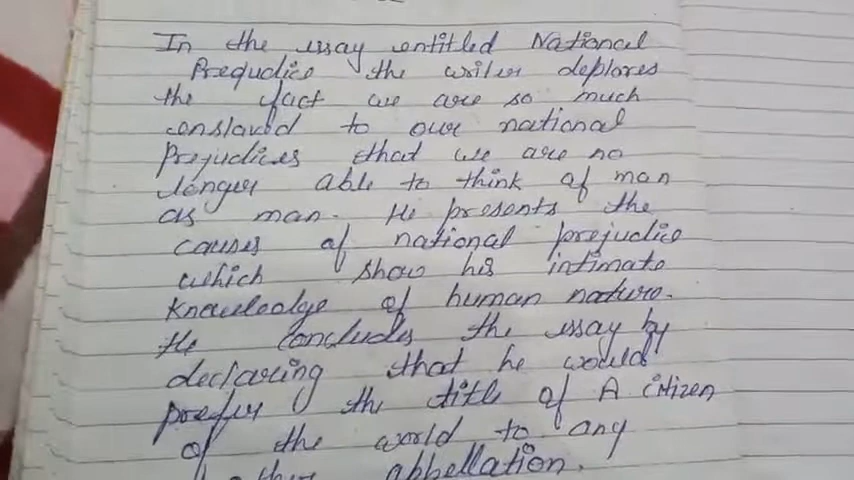 In the essay entitled National
Prequdice the writer deplores
the fact we are so much
enslaved to our national
Prejudices that we are no
longer able to think of man
as man. He presents the
causes of national prejudice
which show his intimate
knowledge of human nature.
He concludes the essay by
declaring that he would
prefer the title of A citizen
of the world to any
other abbellation.